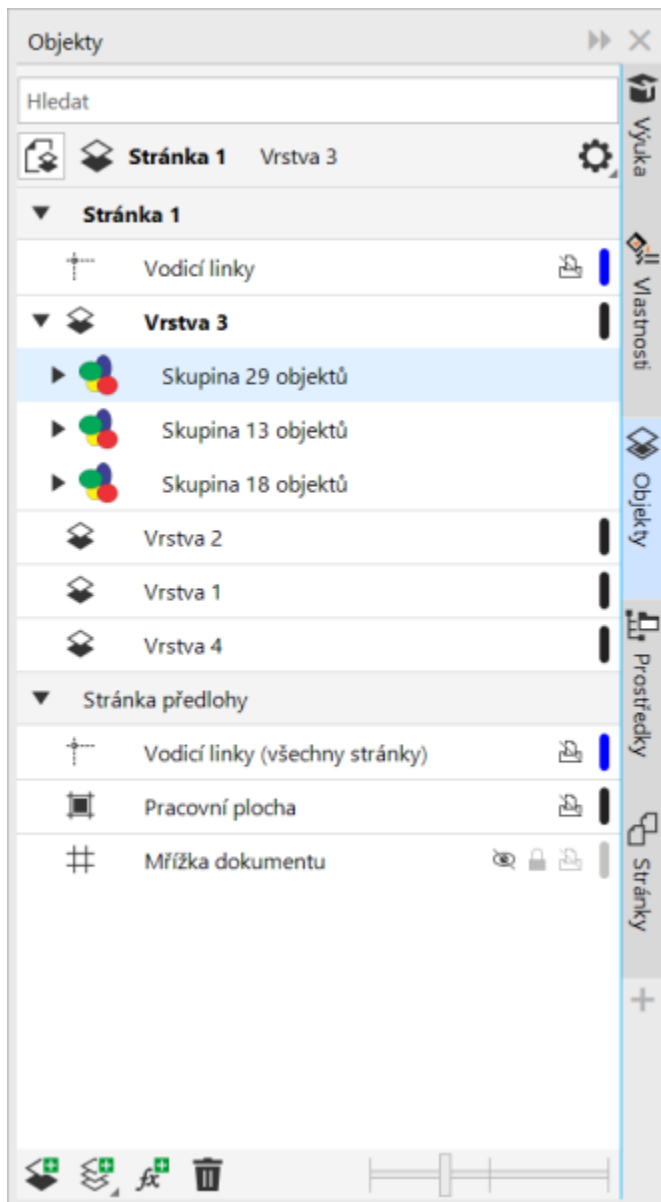 Objekty
Hledat
Stránka 1 Vrstva 3
Stránka 1
Vodicí linky
Vrstva 3
Skupina 29 objektů
Skupina 13 objektů
Skupina 18 objektů
Vrstva 2
Vrstva 1
Vrstva 4
Stránka předlohy
Vodicí linky (všechny stránky)
Pracovní plocha
Mřížka dokumentu
Výuka
Vlastnosti
Objekty
Prostředky
Stránky